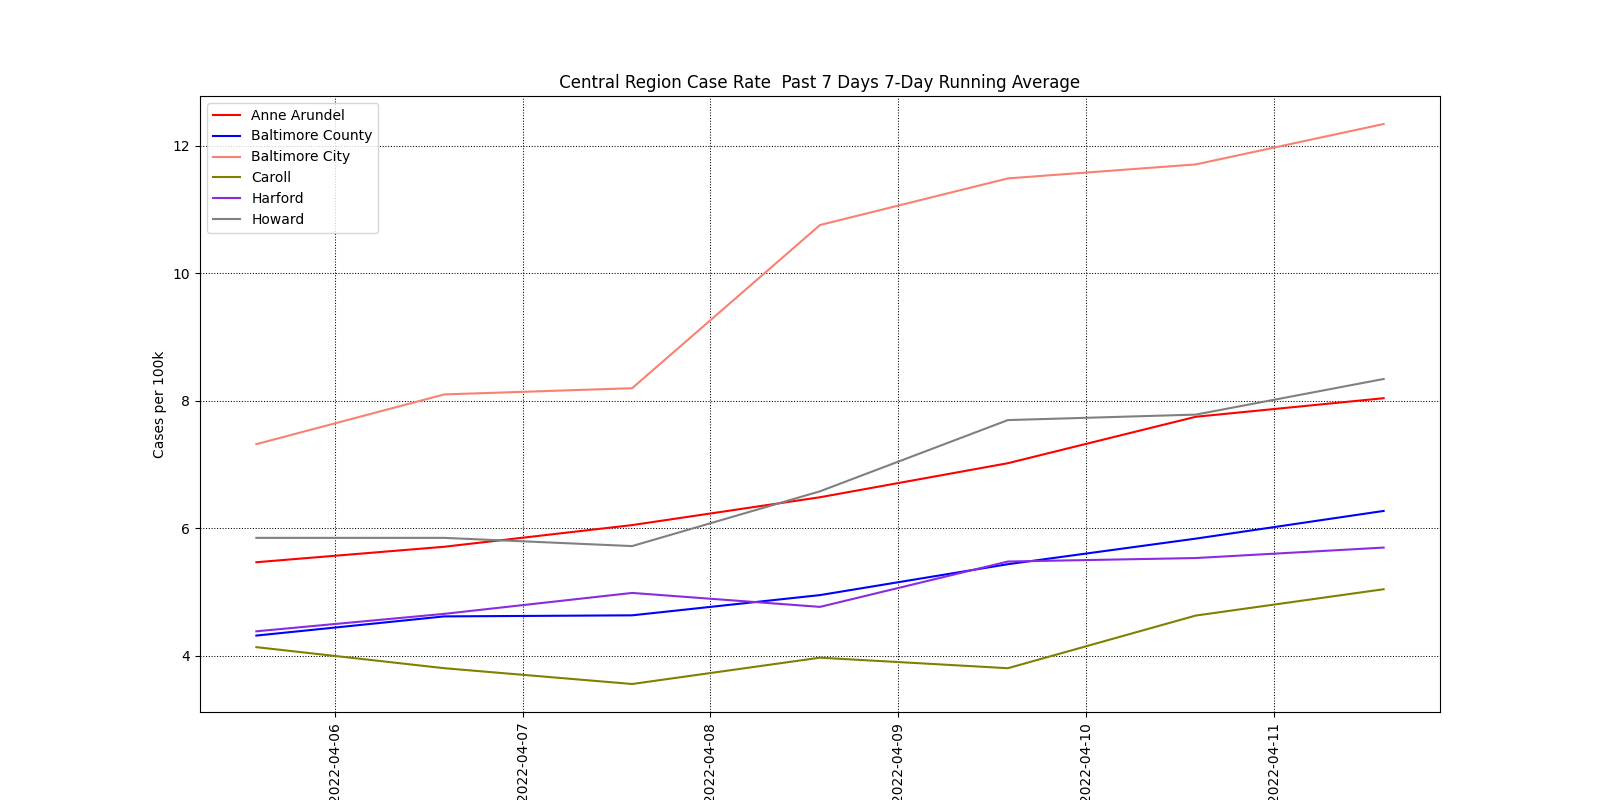 Central Region Case Rate  Past 7 Days 7-Day Running Average
Anne Arundel
Baltimore County
Baltimore City
Caroll
Harford
Howard
Cases per 100k
12
10
8
6
4
2022-04-06
2022-04-07
2022-04-08
2022-04-09
2022-04-10
2022-04-11